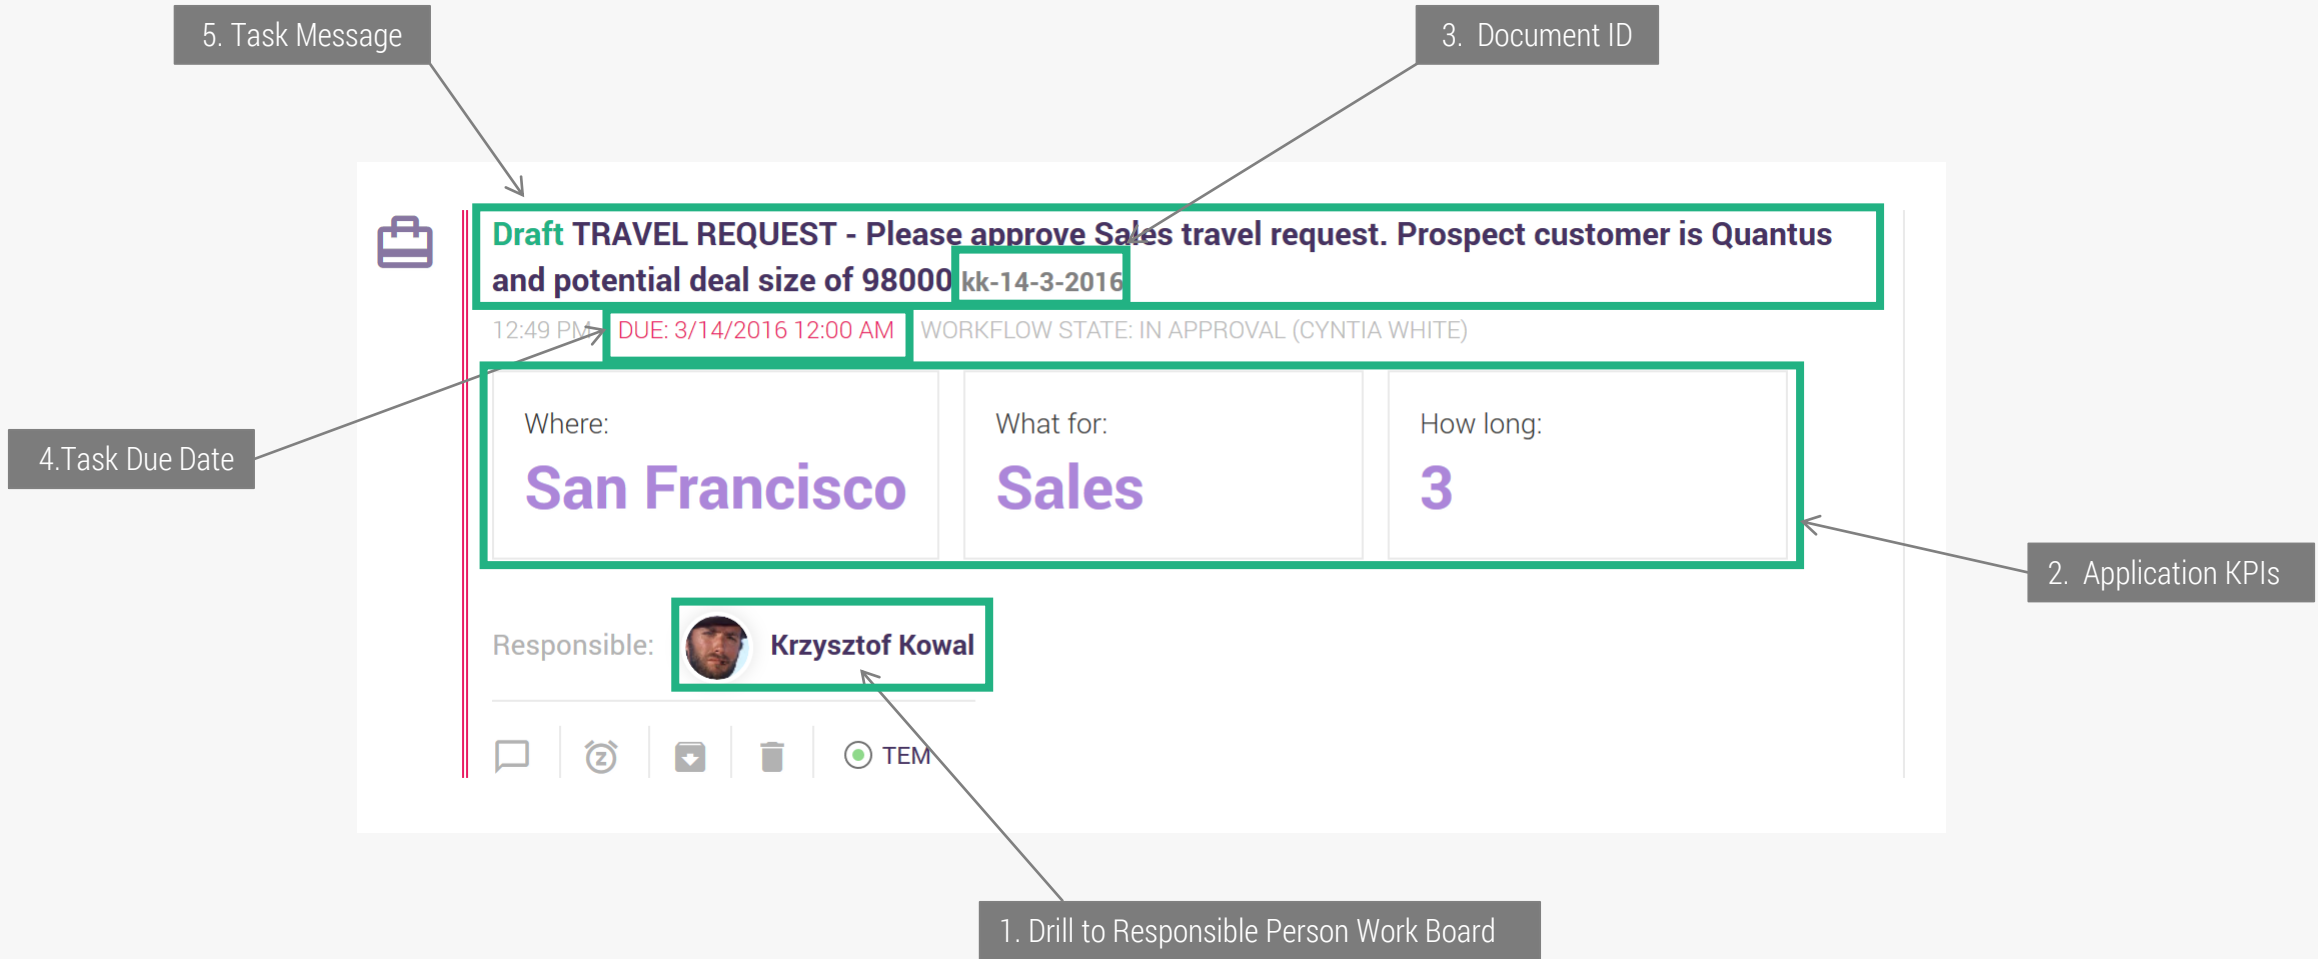 5. Task Message
3. Document ID
Draft TRAVEL REQUEST - Please approve Sales travel request. Prospect customer is Quantus
and potential deal size of 98000 kk-14-3-2016
12:49 PM DUE: 3/14/2016 12:00 AM WORKFLOW STATE: IN APPROVAL (CYNTIA WHITE)
4.Task Due Date
Where:
San Francisco
What for:
Sales
How long:
3
2. Application KPIs
Responsible: Krzysztof Kowal
TEM
1. Drill to Responsible Person Work Board